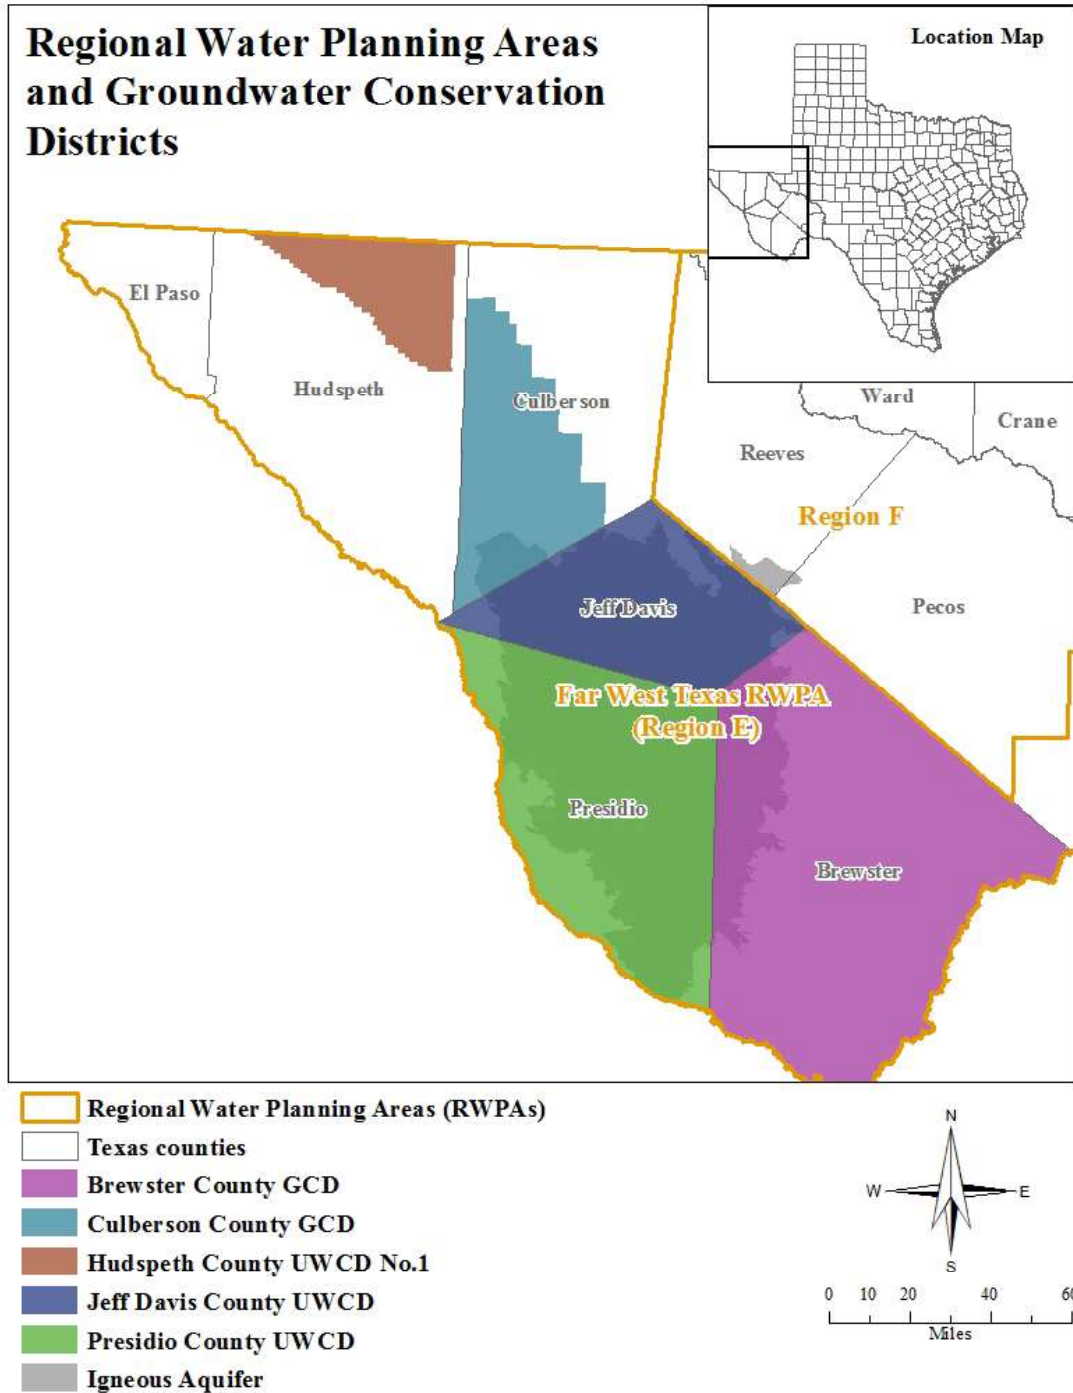 Regional Water Planning Areas
and Groundwater Conservation
Districts
Location Map
El Paso
Hudspeth
Culberson
Ward
Crane
Reeves
Region F
Jeff Davis
Pecos
Far West Texas RWPA
(Region E)
Presidio
Brewster
Regional Water Planning Areas (RWPAs)
Texas counties
Brewster County GCD
Culberson County GCD
Hudspeth County UWCD No.1
Jeff Davis County UWCD
Presidio County UWCD
Igneous Aquifer
N
W E
S
0 10 20 40 60
Miles